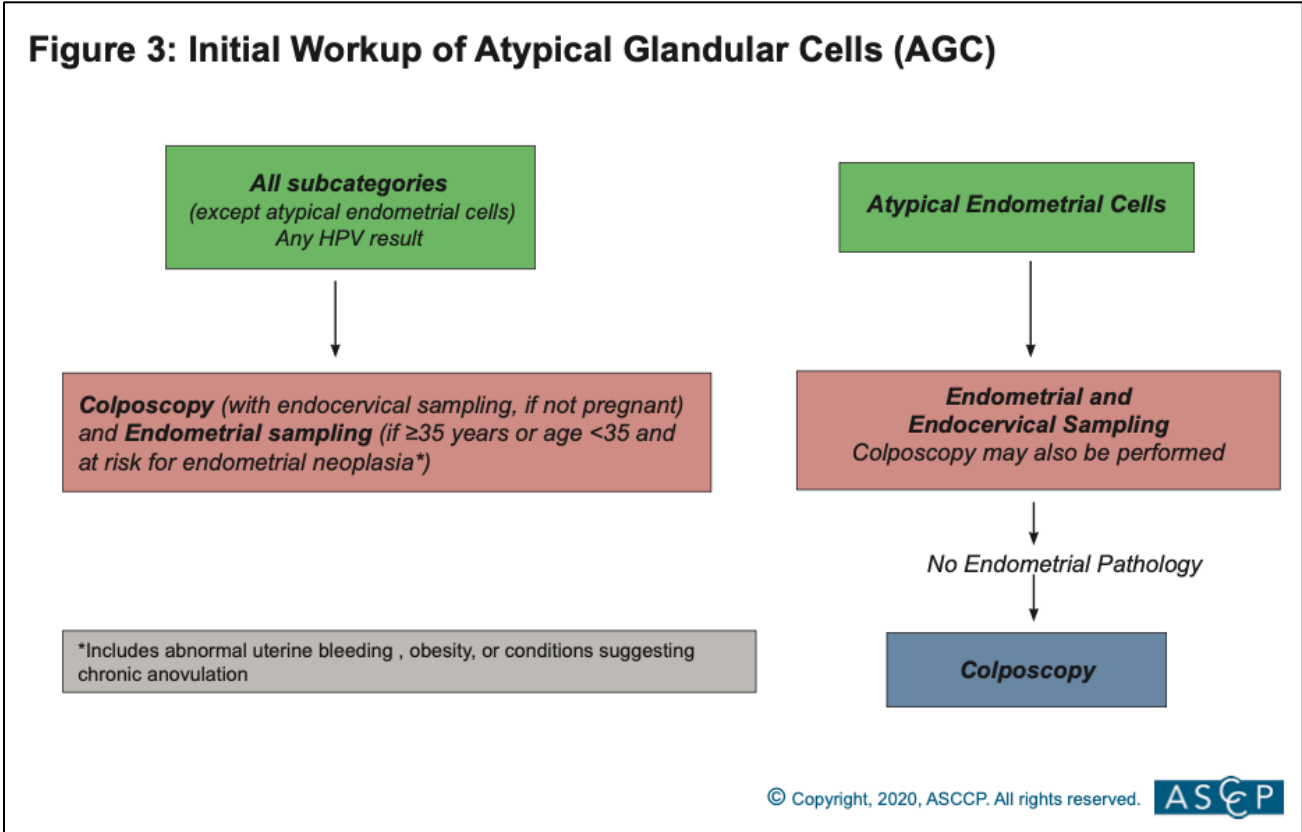 Figure 3: Initial Workup of Atypical Glandular Cells (AGC)
All subcategories
(except atypical endometrial cells)
Any HPV result
Colposcopy (with endocervical sampling, if not pregnant)
and Endometrial sampling (if ≥35 years or age <35 and
at risk for endometrial neoplasia*)
*Includes abnormal uterine bleeding , obesity, or conditions suggesting
chronic anovulation
Atypical Endometrial Cells
Endometrial and
Endocervical Sampling
Colposcopy may also be performed
No Endometrial Pathology
Colposcopy
© Copyright, 2020, ASCCP. All rights reserved.
ASCCP